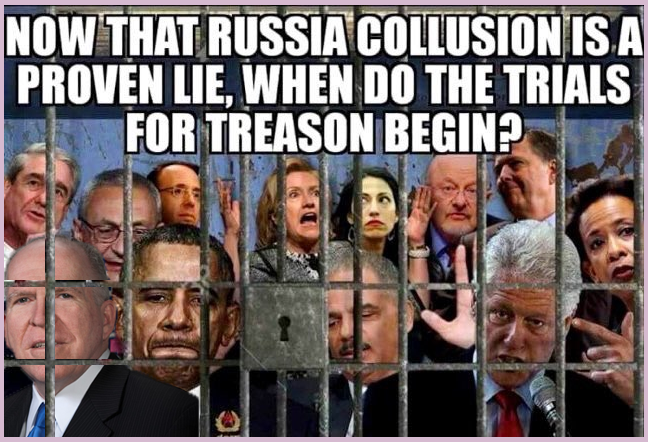 NOW THAT RUSSIA COLLUSION IS A
PROVEN LIE, WHEN DO THE TRIALS
FOR TREASON BEGIN?